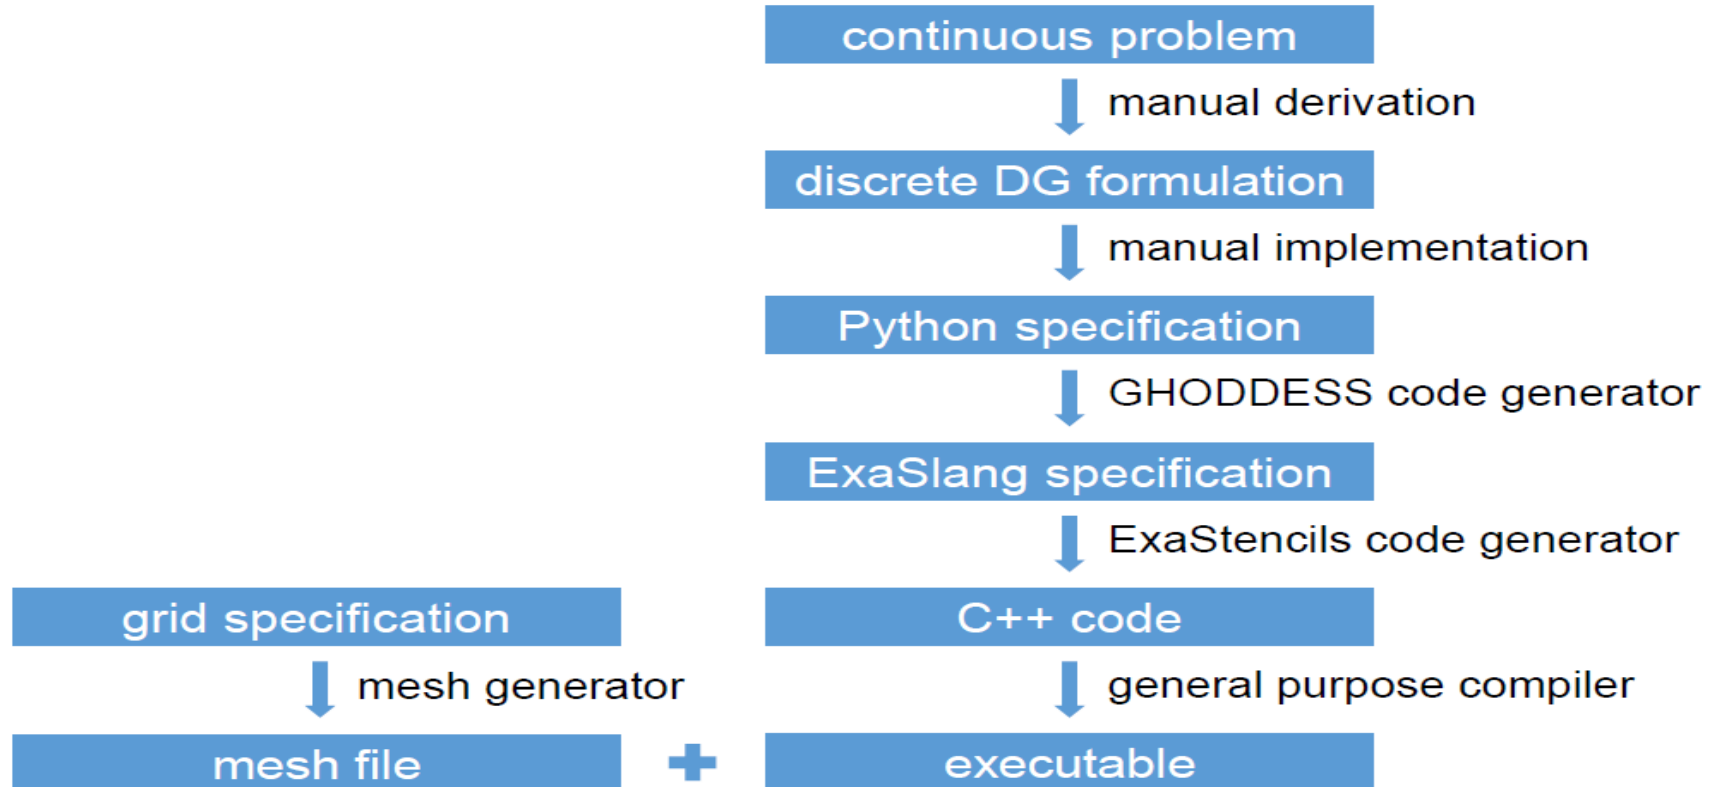 continuous problem
manual derivation
discrete DG formulation
manual implementation
Python specification
GHODDESS code generator
ExaSlang specification
ExaStencils code generator
grid specification
C++ code
mesh generator
general purpose compiler
mesh file
executable